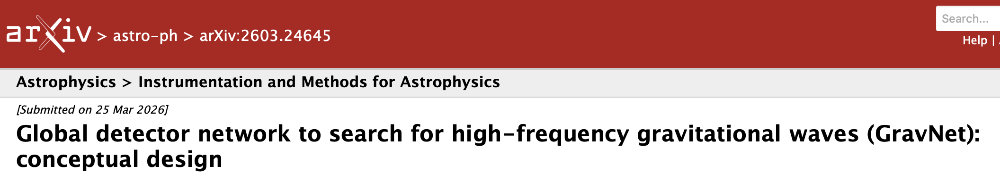 arXiv > astro-ph > arXiv:2603.24645
Search...
Help |
Astrophysics > Instrumentation and Methods for Astrophysics
[Submitted on 25 Mar 2026]
Global detector network to search for high-frequency gravitational waves (GravNet):
conceptual design